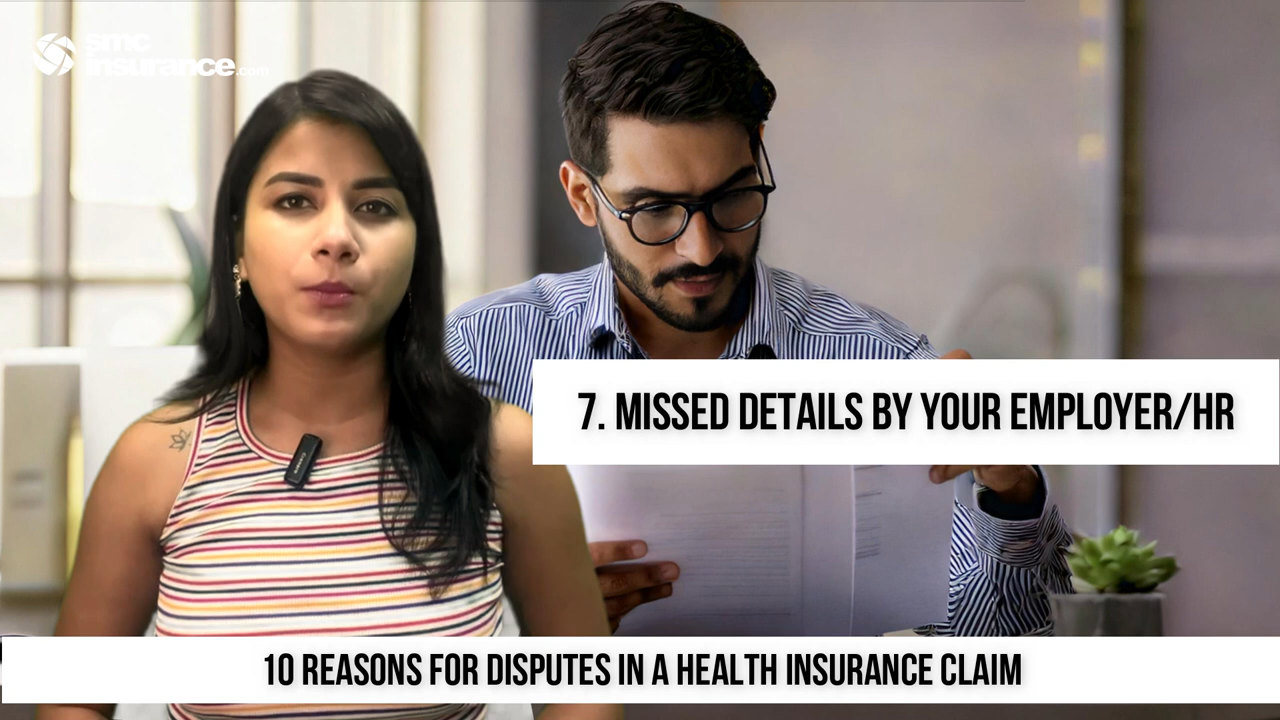 smc
insurance.com
7. MISSED DETAILS BY YOUR EMPLOYER/HR
10 REASONS FOR DISPUTES IN A HEALTH INSURANCE CLAIM